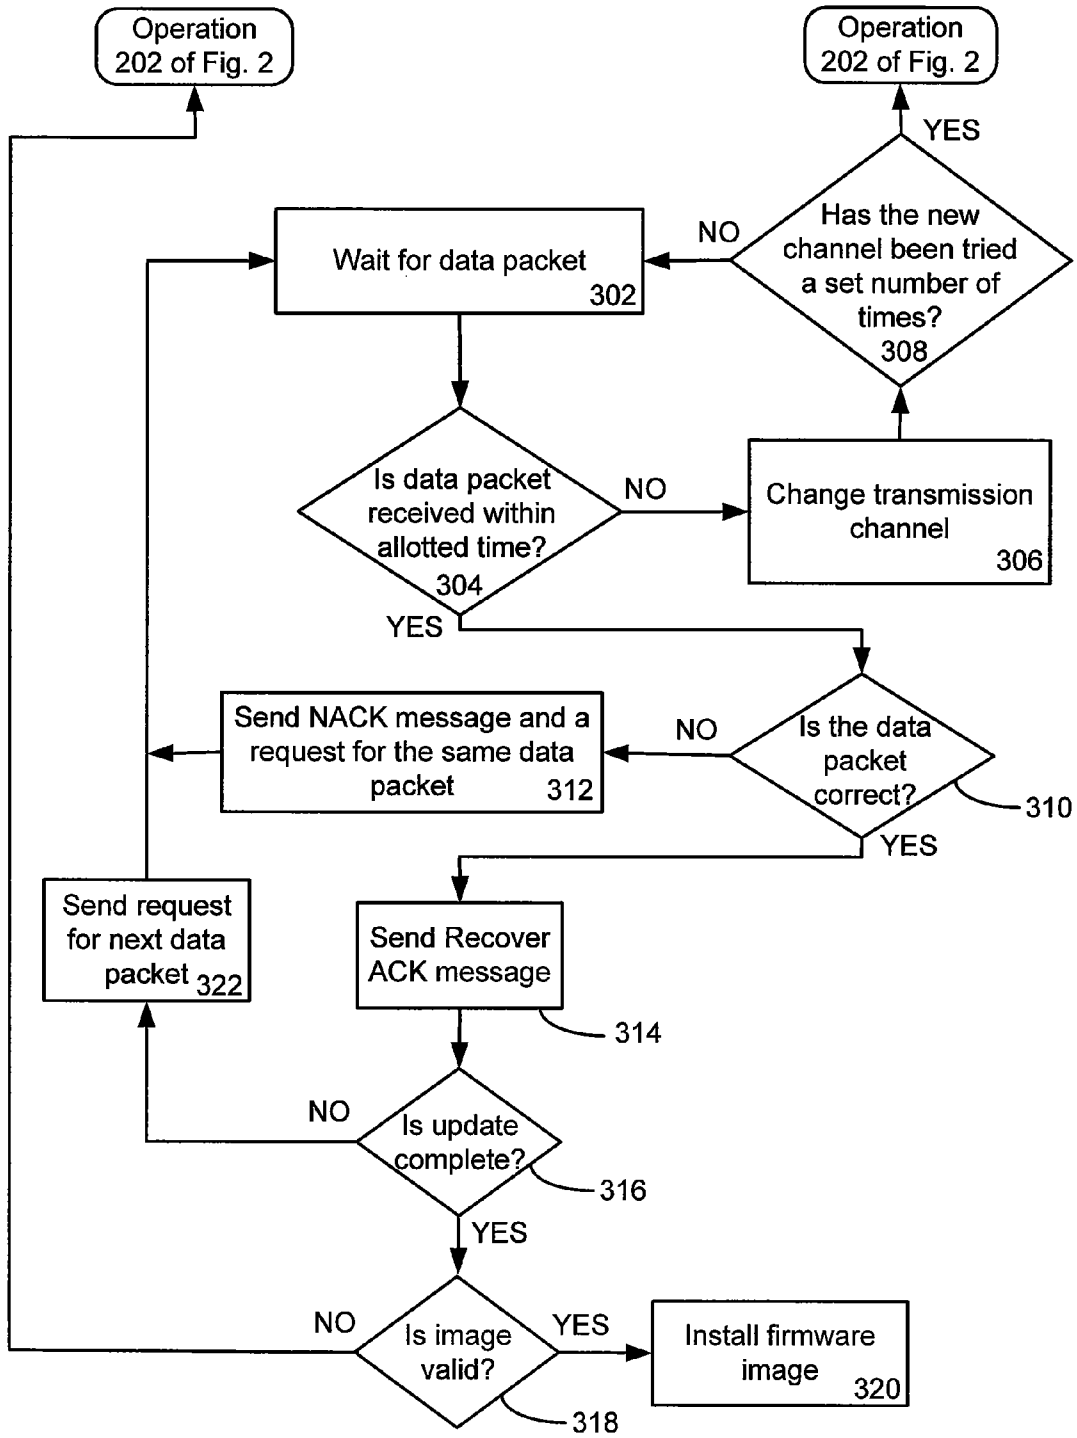 Operation
202 of Fig. 2
Operation
202 of Fig. 2
YES
Has the new
channel been tried
a set number of
times?
308
NO
Wait for data packet
302
Is data packet
received within
allotted time?
304
NO
Change transmission
channel
306
YES
Send NACK message and a
request for the same data
packet
312
NO
Is the data
packet
correct?
310
YES
Send request
for next data
packet
322
Send Recover
ACK message
314
NO
Is update
complete?
316
YES
NO
Is image
valid?
318
YES
Install firmware
image
320